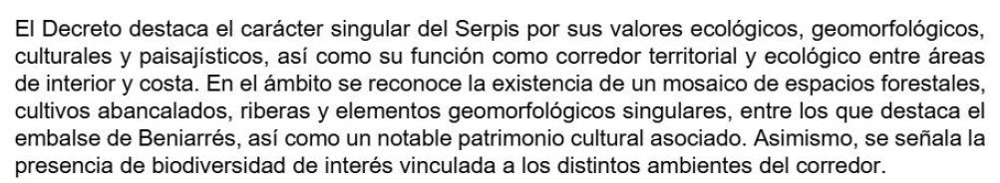 El Decreto destaca el carácter singular del Serpis por sus valores ecológicos, geomorfológicos,
culturales y paisajísticos, así como su función como corredor territorial y ecológico entre áreas
de interior y costa. En el ámbito se reconoce la existencia de un mosaico de espacios forestales,
cultivos abancalados, riberas y elementos geomorfológicos singulares, entre los que destaca el
embalse de Beniarrés, así como un notable patrimonio cultural asociado. Asimismo, se señala la
presencia de biodiversidad de interés vinculada a los distintos ambientes del corredor.